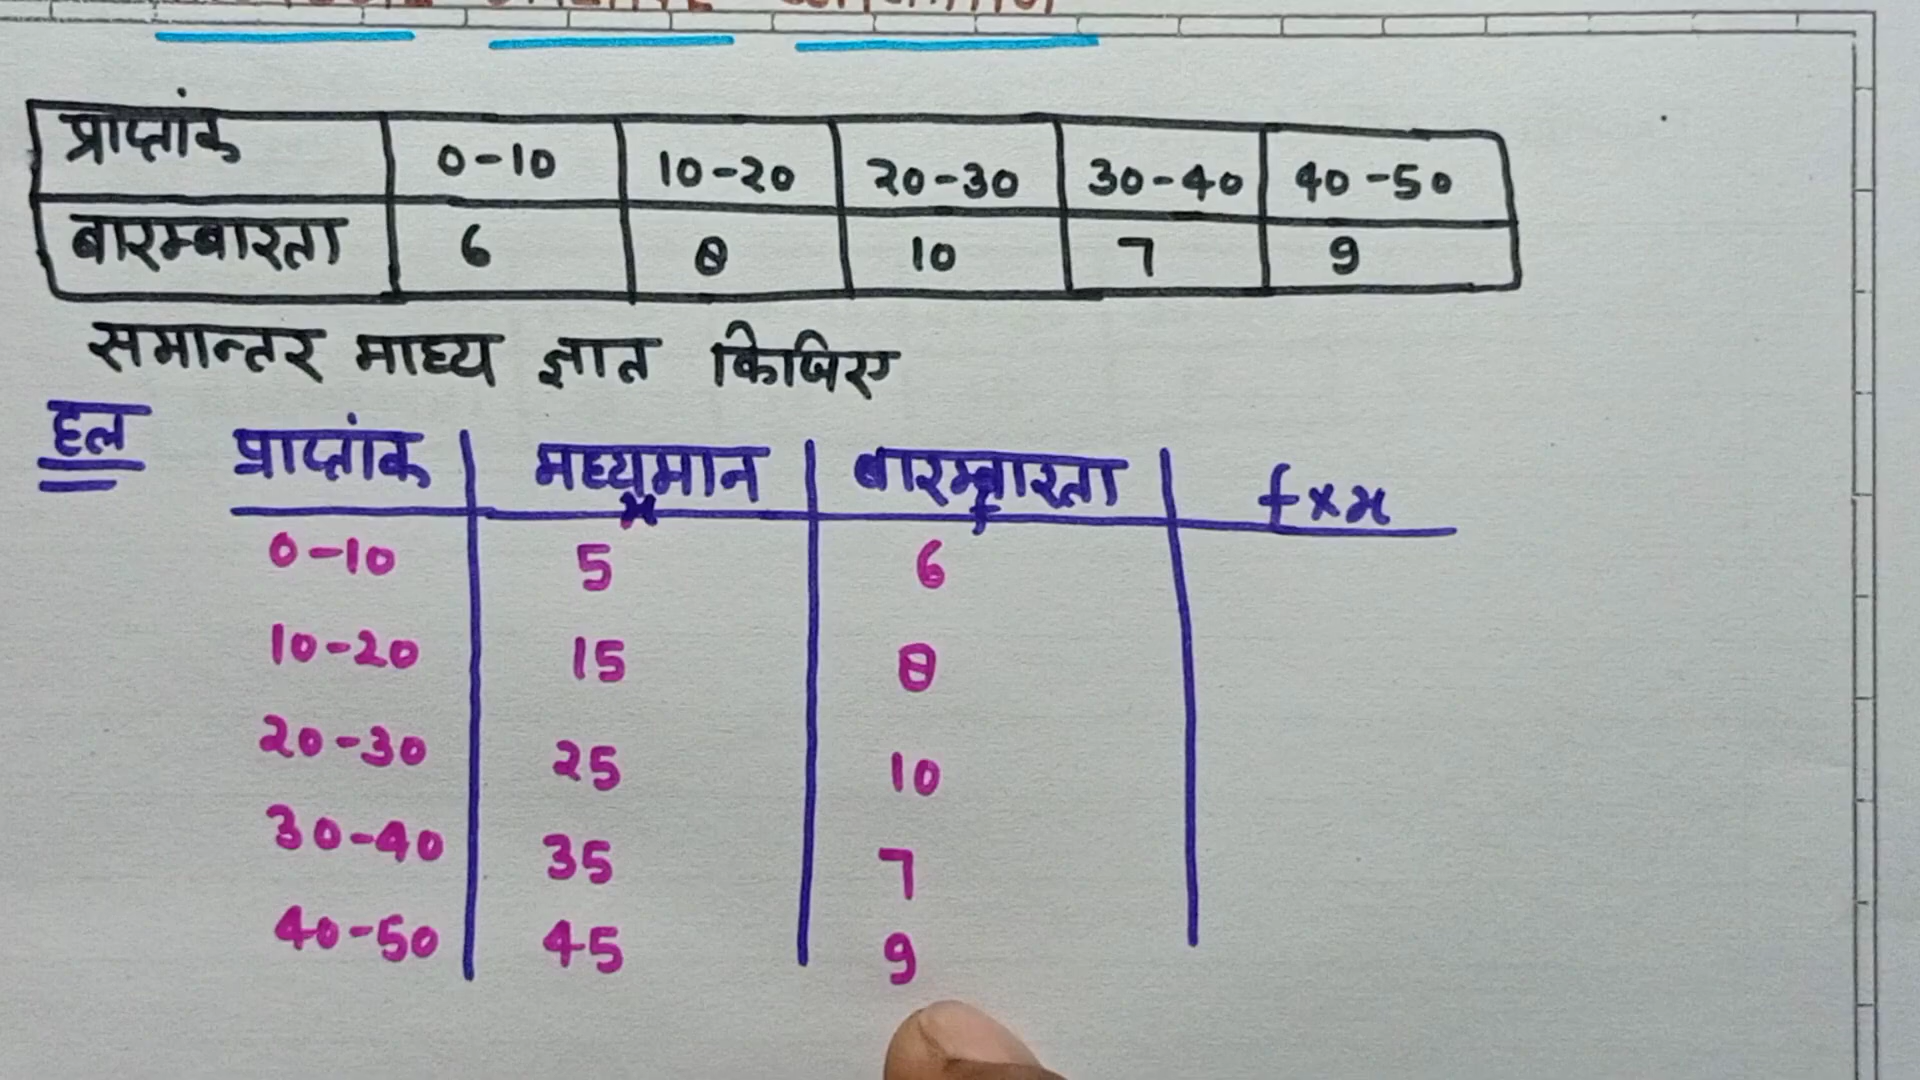 प्राप्तांक 0-10 10-20 20-30 30-40 40-50
बारम्बारता 6 8 10 7 9
समान्तर माध्य ज्ञात किजिए
हल प्राप्तांक मध्यमान x बारम्बारता f f×x
0-10 5 6
10-20 15 8
20-30 25 10
30-40 35 7
40-50 45 9